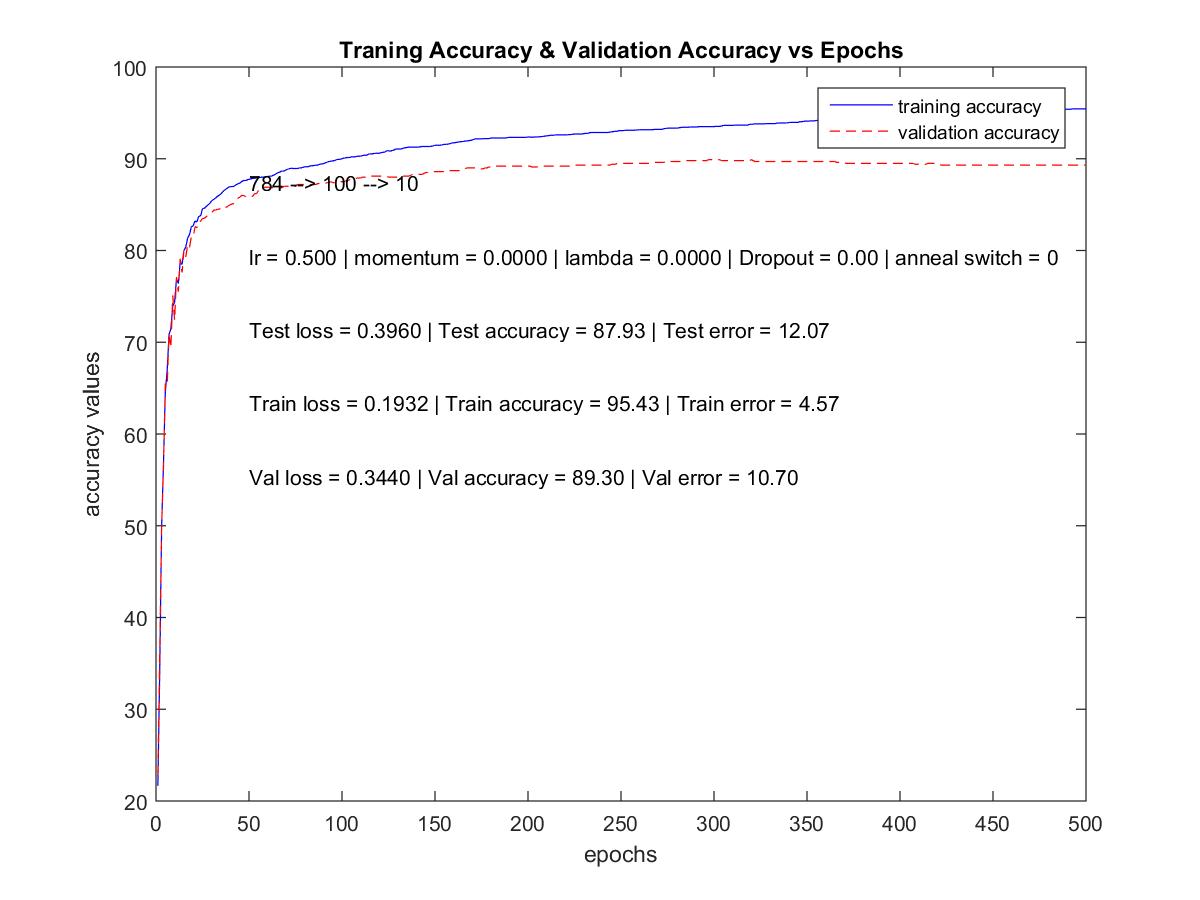 Traning Accuracy & Validation Accuracy vs Epochs
100
90
80
70
60
50
40
30
20
accuracy values
training accuracy
validation accuracy
784 --> 100 --> 10
lr = 0.500 | momentum = 0.0000 | lambda = 0.0000 | Dropout = 0.00 | anneal switch = 0
Test loss = 0.3960 | Test accuracy = 87.93 | Test error = 12.07
Train loss = 0.1932 | Train accuracy = 95.43 | Train error = 4.57
Val loss = 0.3440 | Val accuracy = 89.30 | Val error = 10.70
0 50 100 150 200 250 300 350 400 450 500
epochs